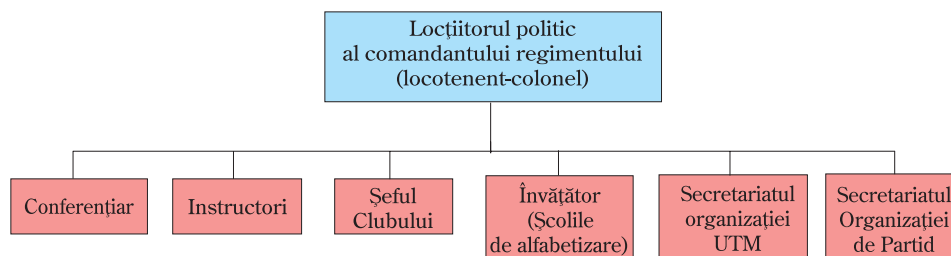 Locțiitorul politic
al comandantului regimentului
(locotenent-colonel)
Conferențiar
Instructori
Șeful
Clubului
Învățător
(Școlile
de alfabetizare)
Secretariatul
organizației
UTM
Secretariatul
Organizației
de Partid